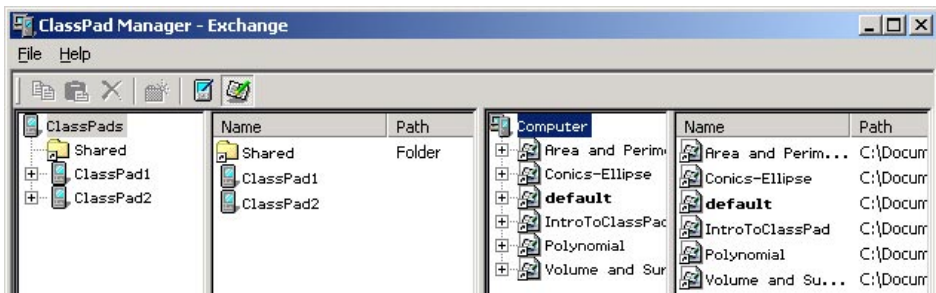 ClassPad Manager - Exchange
File Help
ClassPads
Shared
ClassPad1
ClassPad2
Name Path
Shared Folder
ClassPad1
ClassPad2
Computer
Area and Perim
Conics-Ellipse
default
IntroToClassPad
Polynomial
Volume and Sur
Name Path
Area and Perim... C:\Docum
Conics-Ellipse C:\Docum
default C:\Docum
IntroToClassPad C:\Docum
Polynomial C:\Docum
Volume and Su... C:\Docum